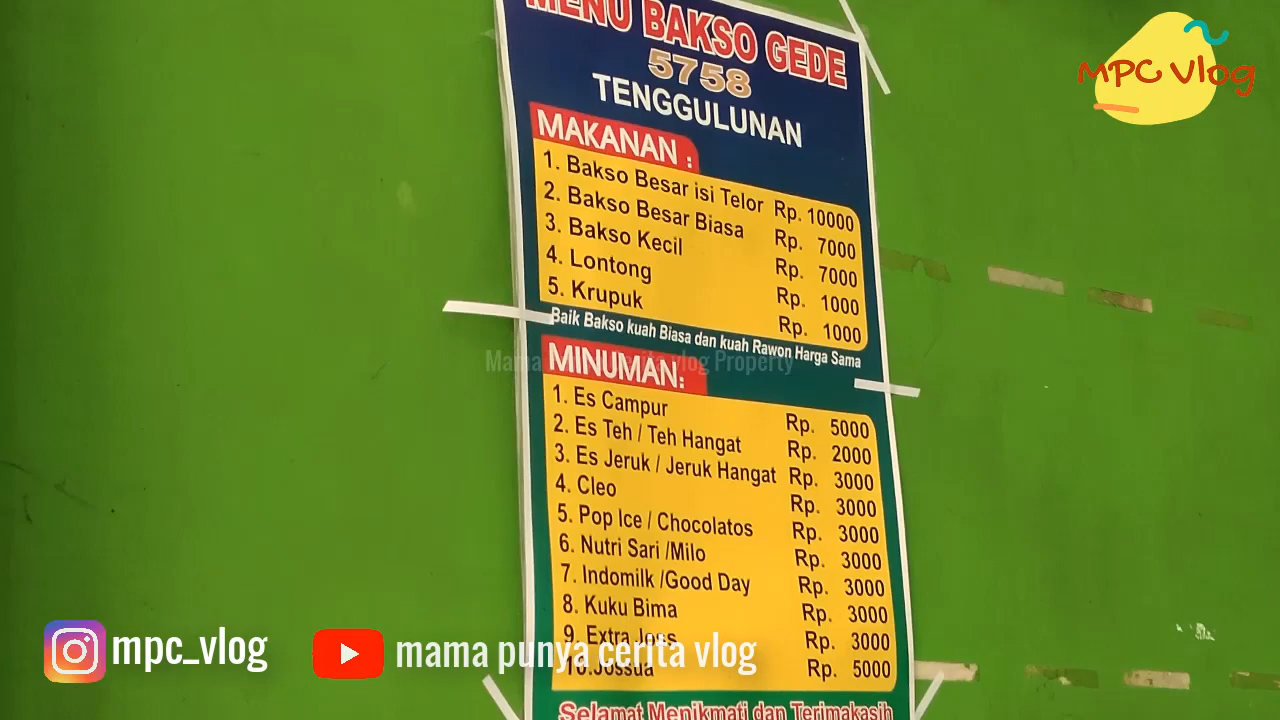 MENU BAKSO GEDE
5758
TENGGULUNAN
MAKANAN :
1. Bakso Besar isi Telor Rp. 10000
2. Bakso Besar Biasa Rp. 7000
3. Bakso Kecil Rp. 7000
4. Lontong Rp. 1000
5. Krupuk Rp. 1000
Baik Bakso kuah Biasa dan kuah Rawon Harga Sama
MINUMAN:
1. Es Campur Rp. 5000
2. Es Teh / Teh Hangat Rp. 2000
3. Es Jeruk / Jeruk Hangat Rp. 3000
4. Cleo Rp. 3000
5. Pop Ice / Chocolatos Rp. 3000
6. Nutri Sari /Milo Rp. 3000
7. Indomilk /Good Day Rp. 3000
8. Kuku Bima Rp. 3000
9. Extra Joss Rp. 3000
10.Jossua Rp. 5000
Selamat Menikmati dan Terimakasih
MPC Vlog
Mama vlog Property
mpc_vlog
mama punya cerita vlog